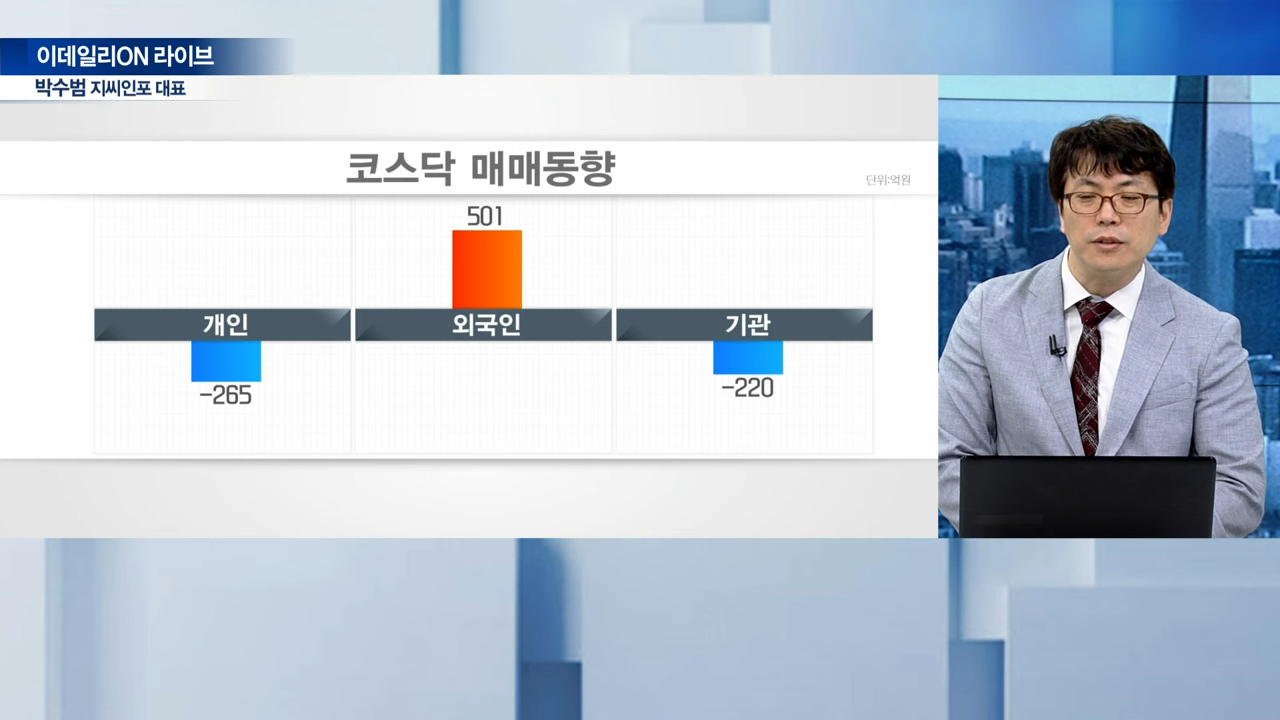 이데일리ON 라이브
박수범 지씨인포 대표
코스닥 매매동향
단위:억원
501
개인
외국인
기관
-265
-220